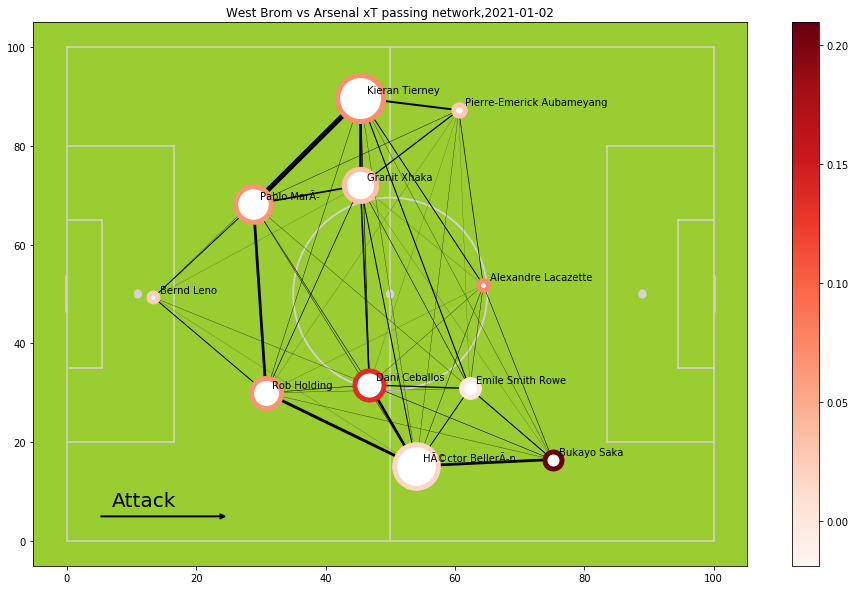 West Brom vs Arsenal xT passing network,2021-01-02
100
80
60
40
20
0
0
20
40
60
80
100
Kieran Tierney
Pierre-Emerick Aubameyang
Granit Xhaka
Pablo MarÃ-
Alexandre Lacazette
Bernd Leno
Dani Ceballos
Emile Smith Rowe
Rob Holding
HÃ©ctor BellerÃ-n
Bukayo Saka
Attack
0.20
0.15
0.10
0.05
0.00